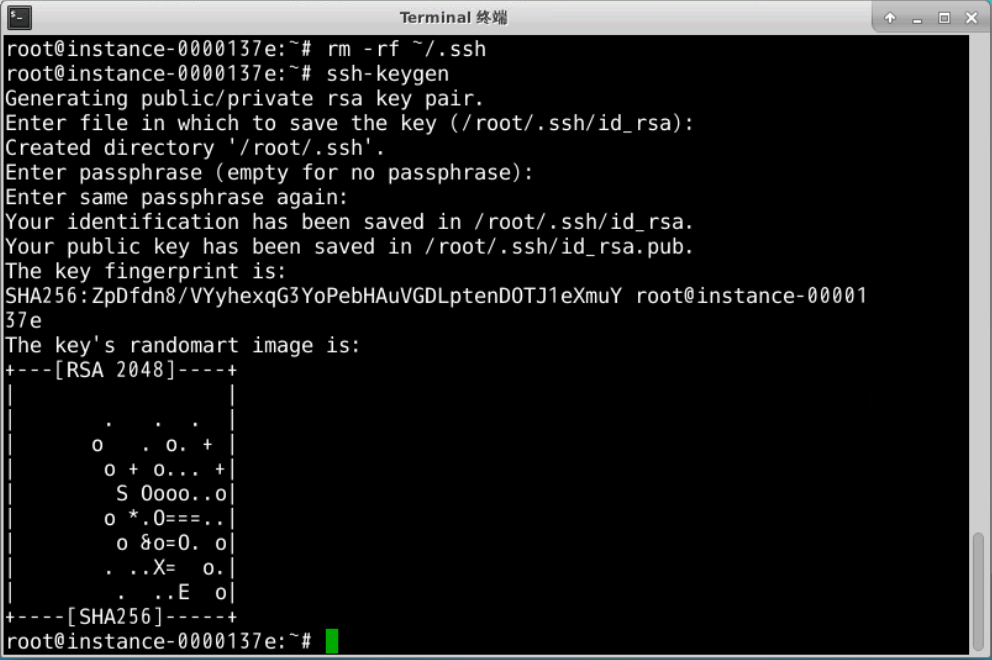 Terminal 终端
root@instance-0000137e:~# rm -rf ~/.ssh
root@instance-0000137e:~# ssh-keygen
Generating public/private rsa key pair.
Enter file in which to save the key (/root/.ssh/id_rsa):
Created directory '/root/.ssh'.
Enter passphrase (empty for no passphrase):
Enter same passphrase again:
Your identification has been saved in /root/.ssh/id_rsa.
Your public key has been saved in /root/.ssh/id_rsa.pub.
The key fingerprint is:
SHA256:ZpDfdn8/VYyhexqG3YoPebHAuVGDLptenDOTJ1eXmuY root@instance-00001
37e
The key's randomart image is:
+---[RSA 2048]----+
|                 |
|       .   .  .  |
|      o   . o. + |
|       o + o... +|
|        S Oooo..o|
|       o *.O===..|
|        o &o=O. o|
|       . ..X=  o.|
|        .  ..E  o|
+----[SHA256]-----+
root@instance-0000137e:~#